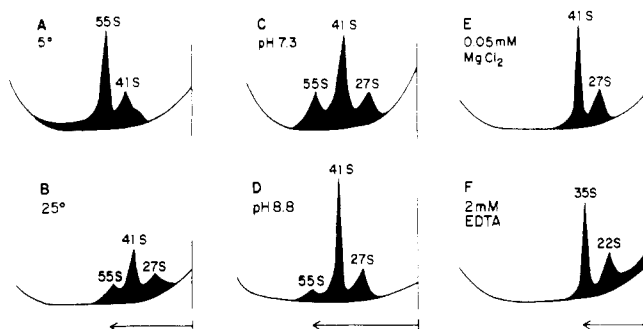 A
5°
55S
41S
C
pH 7.3
55S
41S
27S
E
0.05mM
MgCl2
41S
27S
B
25°
55S
41S
27S
D
pH 8.8
55S
41S
27S
F
2mM
EDTA
35S
22S